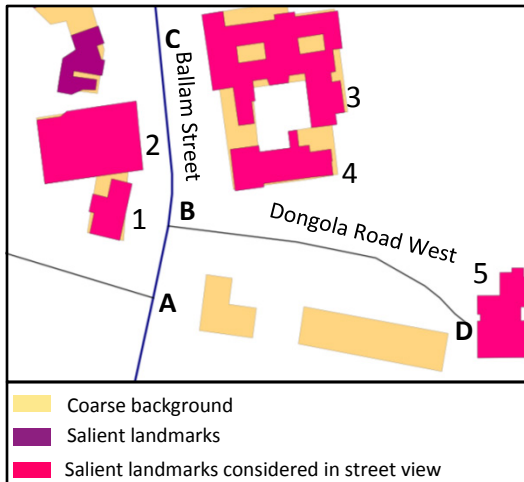 C
Ballam Street
2
3
4
1
B
Dongola Road West
5
A
D
Coarse background
Salient landmarks
Salient landmarks considered in street view